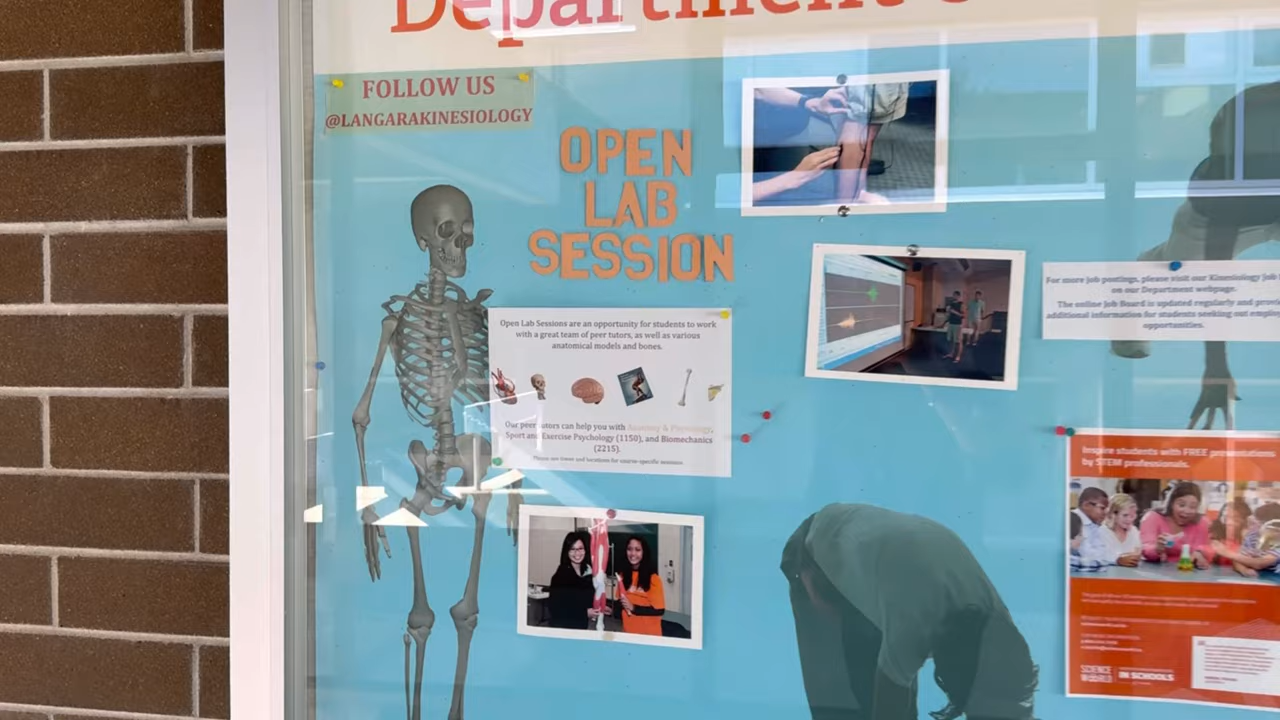 Department
FOLLOW US
@LANGARAKINESIOLOGY
OPEN
LAB
SESSION
Open Lab Sessions are an opportunity for students to work
with a great team of peer tutors, as well as various
anatomical models and bones.
Our peer tutors can help you with Anatomy & Physiology,
Sport and Exercise Psychology (1150), and Biomechanics
(2215).
For more job postings, please visit our Kinesiology Job
on our Department webpage.
The online Job Board is updated regularly and
additional information for students seeking out
opportunities.
Inspire students with FREE presentations
by STEM professionals.
SCIENCE
WORLD
IN SCHOOLS